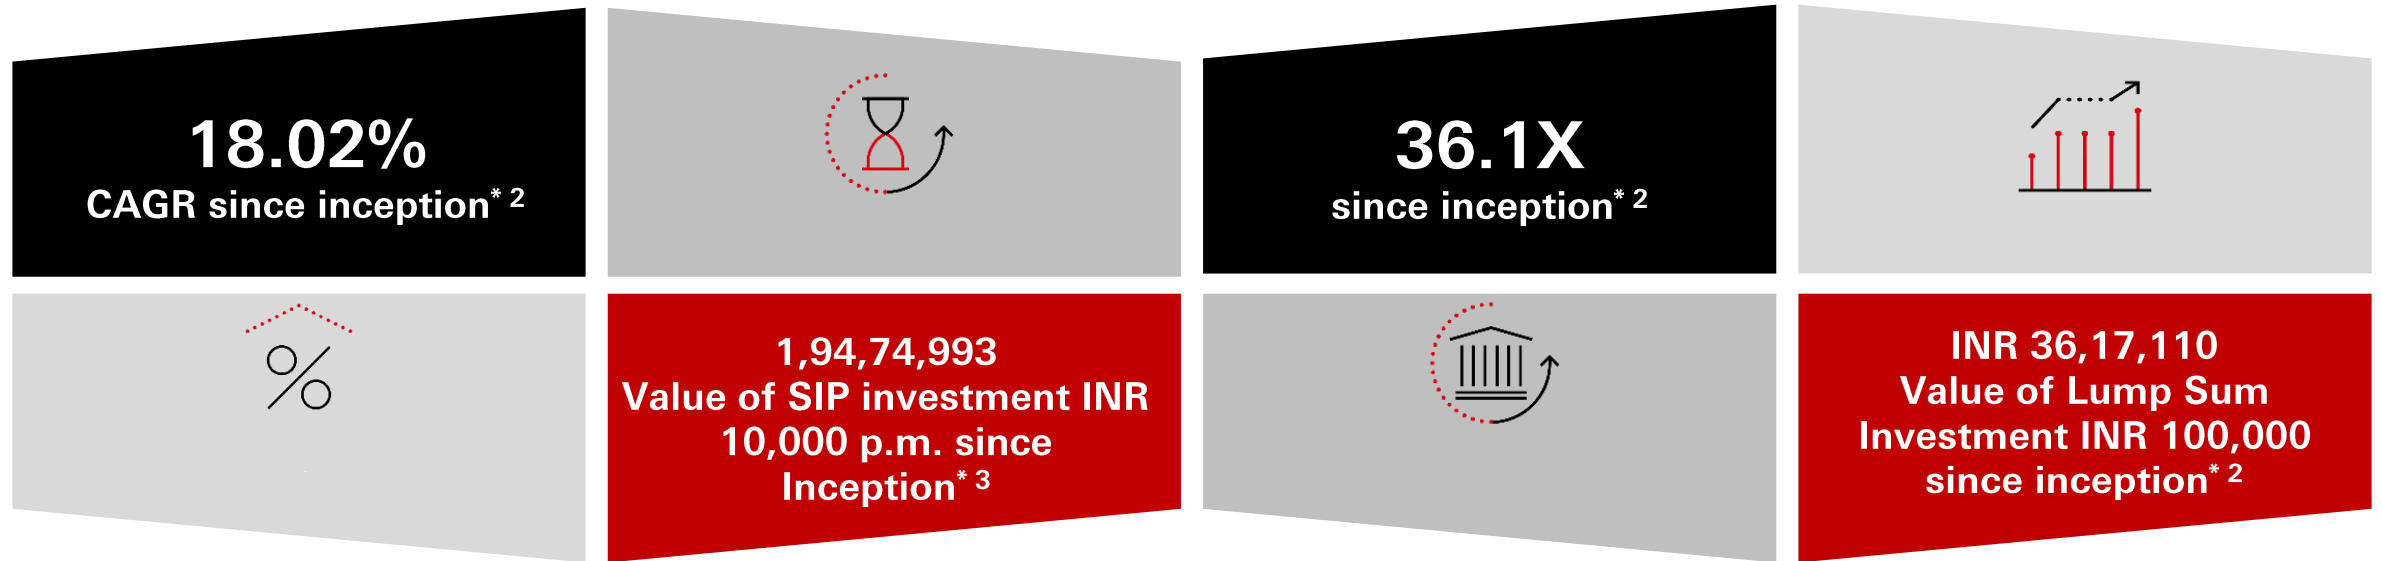 18.02%
CAGR since inception* 2
36.1X
since inception* 2
1,94,74,993
Value of SIP investment INR
10,000 p.m. since
Inception* 3
INR 36,17,110
Value of Lump Sum
Investment INR 100,000
since inception* 2